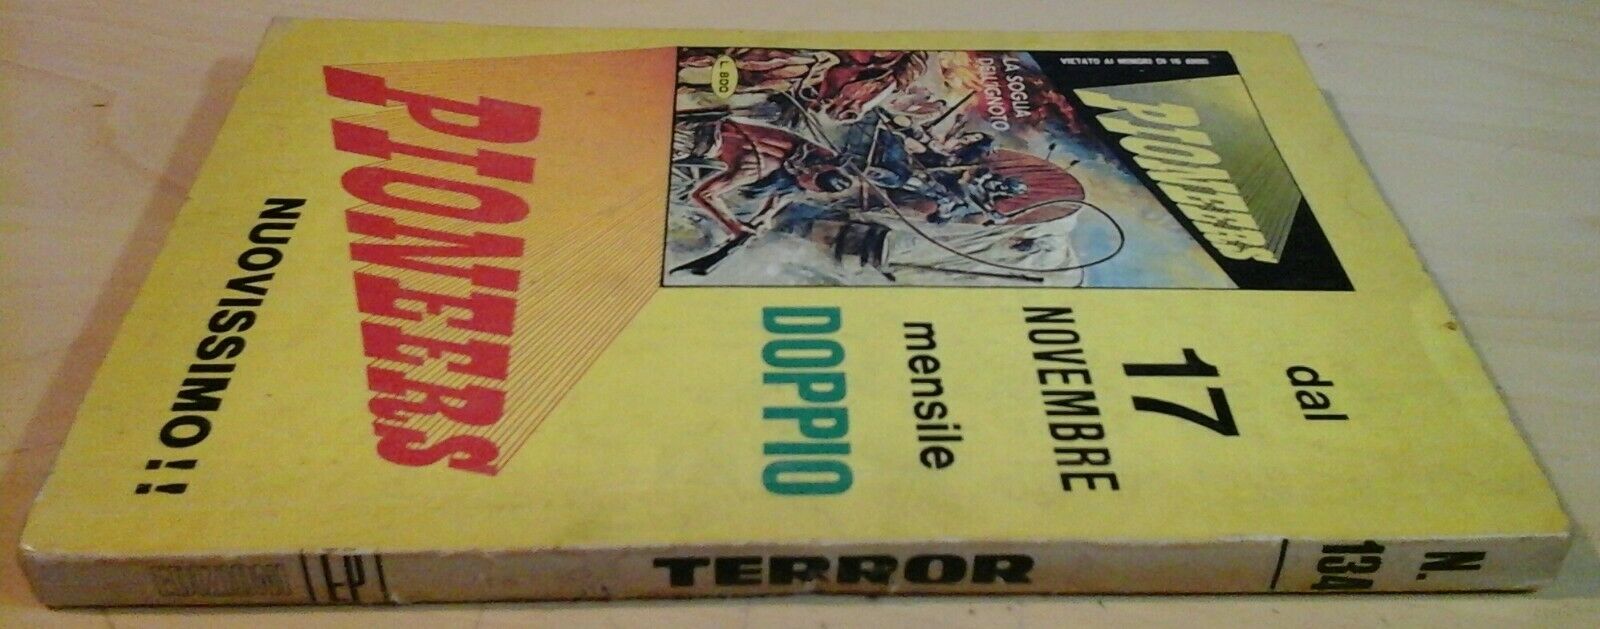 dal
17
NOVEMBRE
mensile
DOPPIO
PIONEERS
VIETATO AI MINORI DI 16 ANNI
PIONEERS
LA SOGLIA
DELL'IGNOTO
L. 800
NUOVISSIMO!!
N.
134
TERROR
EP